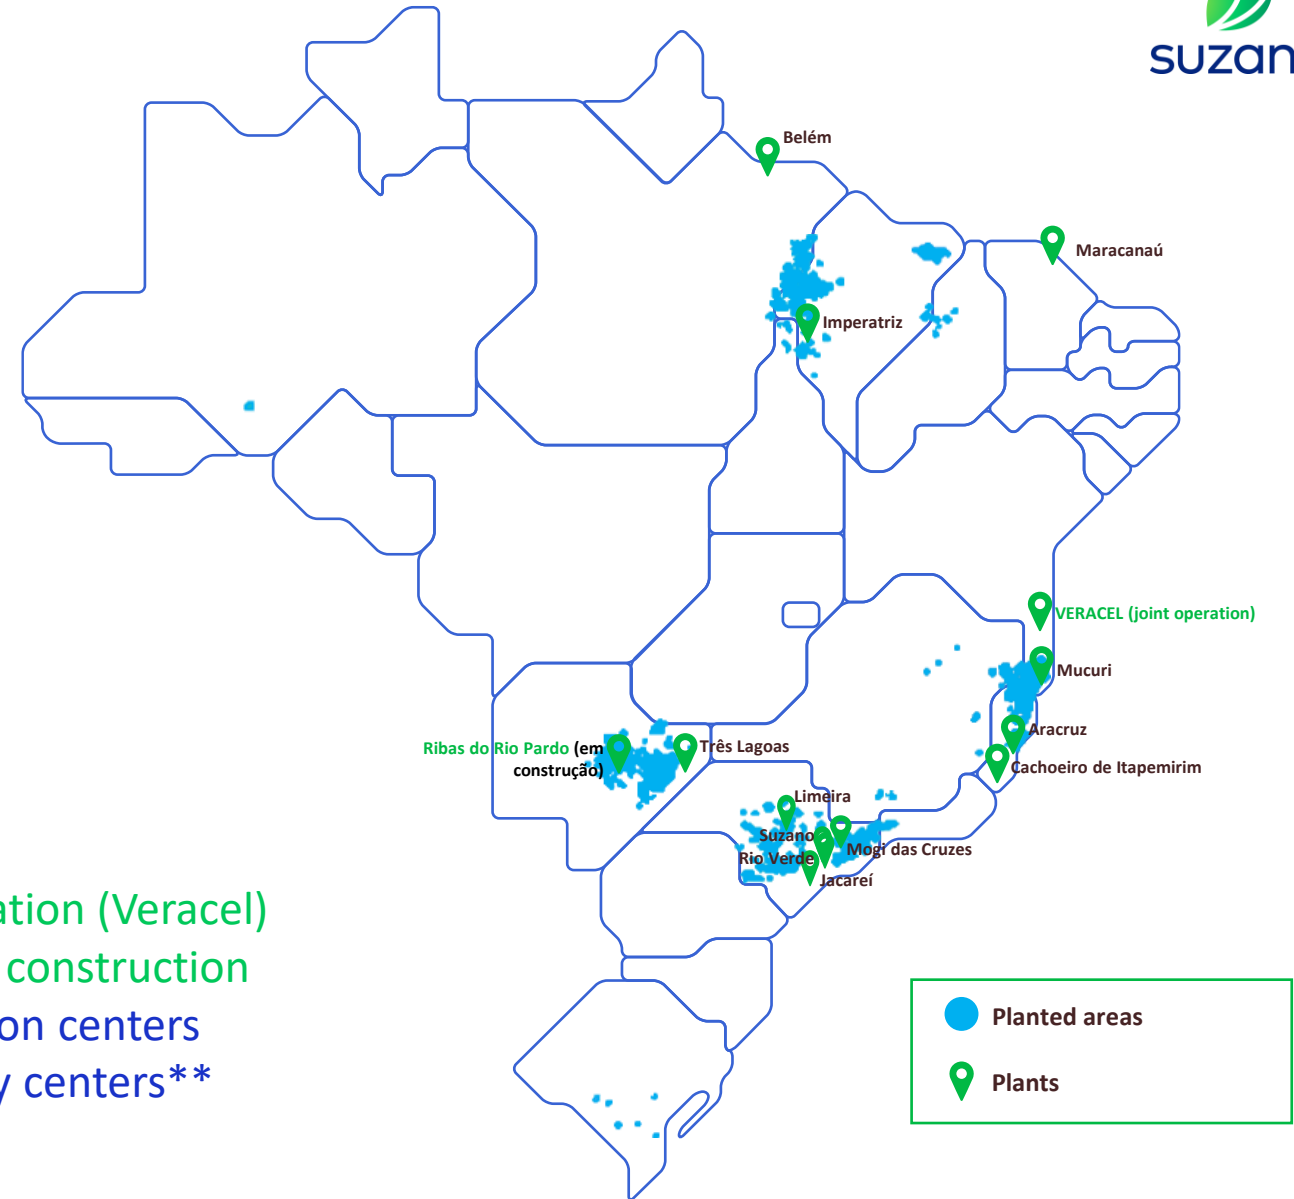 suzan
Belém
Maracanaú
Imperatriz
VERACEL (joint operation)
Mucuri
Aracruz
Ribas do Rio Pardo (em
construção)
Três Lagoas
Cachoeiro de Itapemirim
Limeira
Suzano
Mogi das Cruzes
Rio Verde
Jacareí
ation (Veracel)
construction
on centers
y centers**
Planted areas
Plants